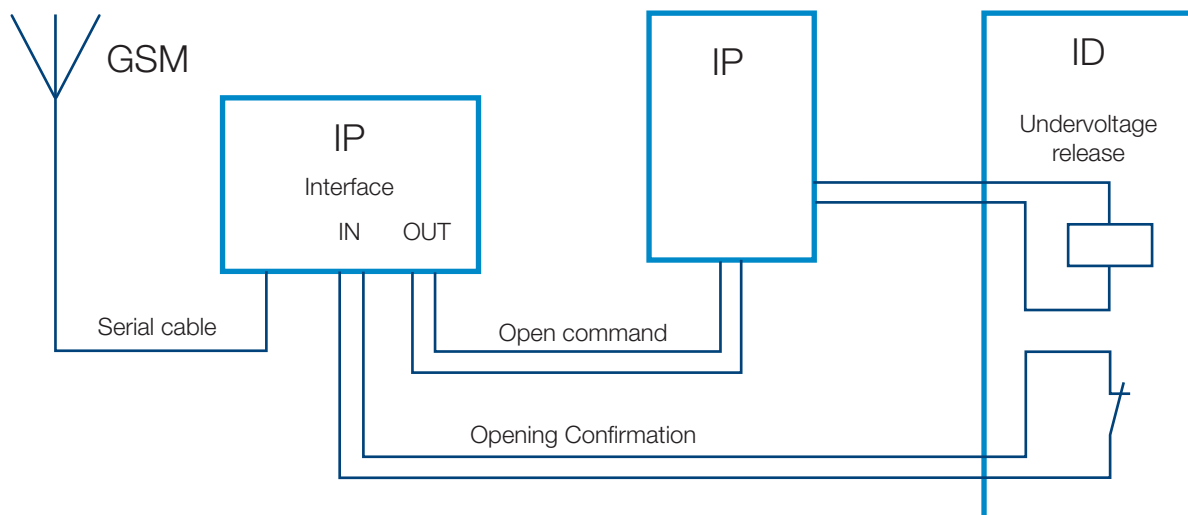 GSM
IP
Interface
IN OUT
Serial cable
IP
Open command
ID
Undervoltage
release
Opening Confirmation